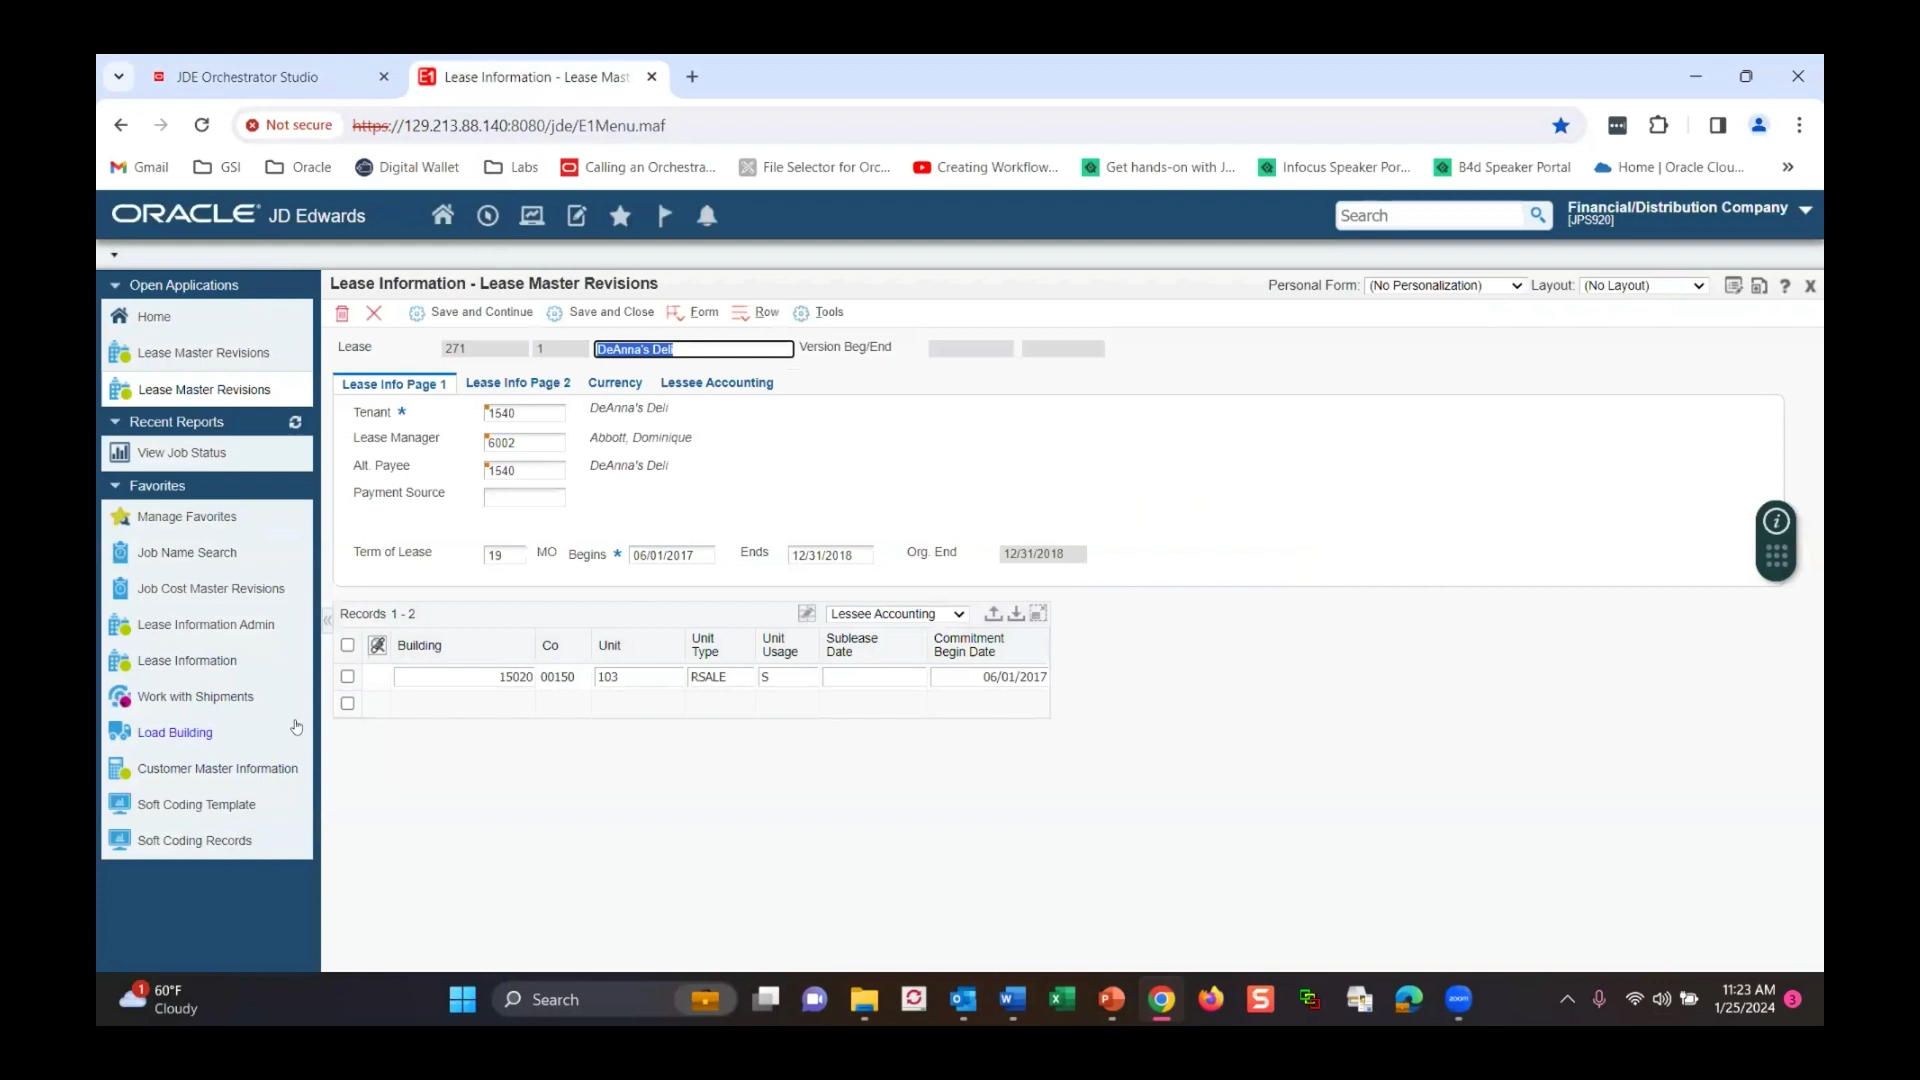 JDE Orchestrator Studio
E1 Lease Information - Lease Mast
Not secure https://129.213.88.140:8080/jde/E1Menu.maf
Gmail GSI Oracle Digital Wallet Labs Calling an Orchestra... File Selector for Orc... Creating Workflow... Get hands-on with J... Infocus Speaker Por... B4d Speaker Portal Home | Oracle Clou... »
ORACLE® JD Edwards
Search
Financial/Distribution Company
[JPS920]
Open Applications
Home
Lease Master Revisions
Lease Master Revisions
Recent Reports
View Job Status
Favorites
Manage Favorites
Job Name Search
Job Cost Master Revisions
Lease Information Admin
Lease Information
Work with Shipments
Load Building
Customer Master Information
Soft Coding Template
Soft Coding Records
Lease Information - Lease Master Revisions
Personal Form: (No Personalization) Layout: (No Layout) ? X
Save and Continue Save and Close Form Row Tools
Lease 271 1 DeAnna's Deli Version Beg/End
Lease Info Page 1 Lease Info Page 2 Currency Lessee Accounting
Tenant * 1540 DeAnna's Deli
Lease Manager 6002 Abbott, Dominique
Alt. Payee 1540 DeAnna's Deli
Payment Source
Term of Lease 19 MO Begins * 06/01/2017 Ends 12/31/2018 Org. End 12/31/2018
Records 1 - 2 Lessee Accounting
Building Co Unit Unit Type Unit Usage Sublease Date Commitment Begin Date
15020 00150 103 RSALE S 06/01/2017
1 60°F
Cloudy
Search
zoom
11:23 AM
1/25/2024
3